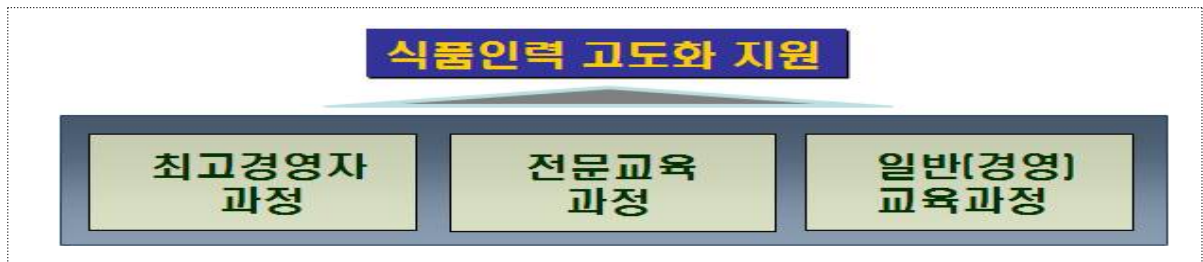 식품인력 고도화 지원
최고경영자
과정
전문교육
과정
일반(경영)
교육과정